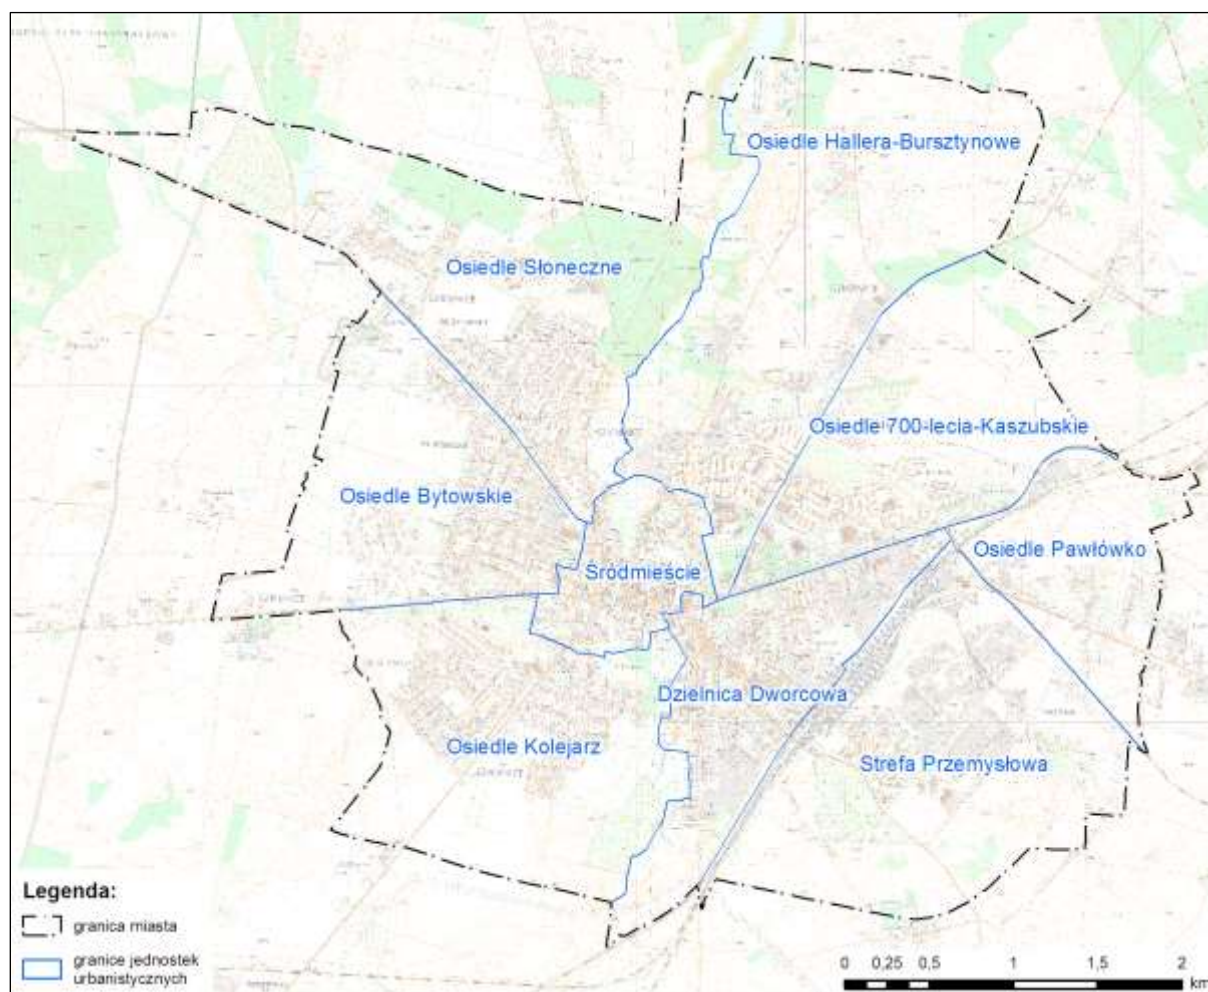 Osiedle Hallera-Bursztynowe
Osiedle Słoneczne
Osiedle 700-lecia-Kaszubskie
Osiedle Bytowskie
Osiedle Pawłówko
Śródmieście
Dzielnica Dworcowa
Osiedle Kolejarz
Strefa Przemysłowa
Legenda:
granica miasta
granice jednostek
urbanistycznych
0 0,25 0,5 1 1,5 2
km